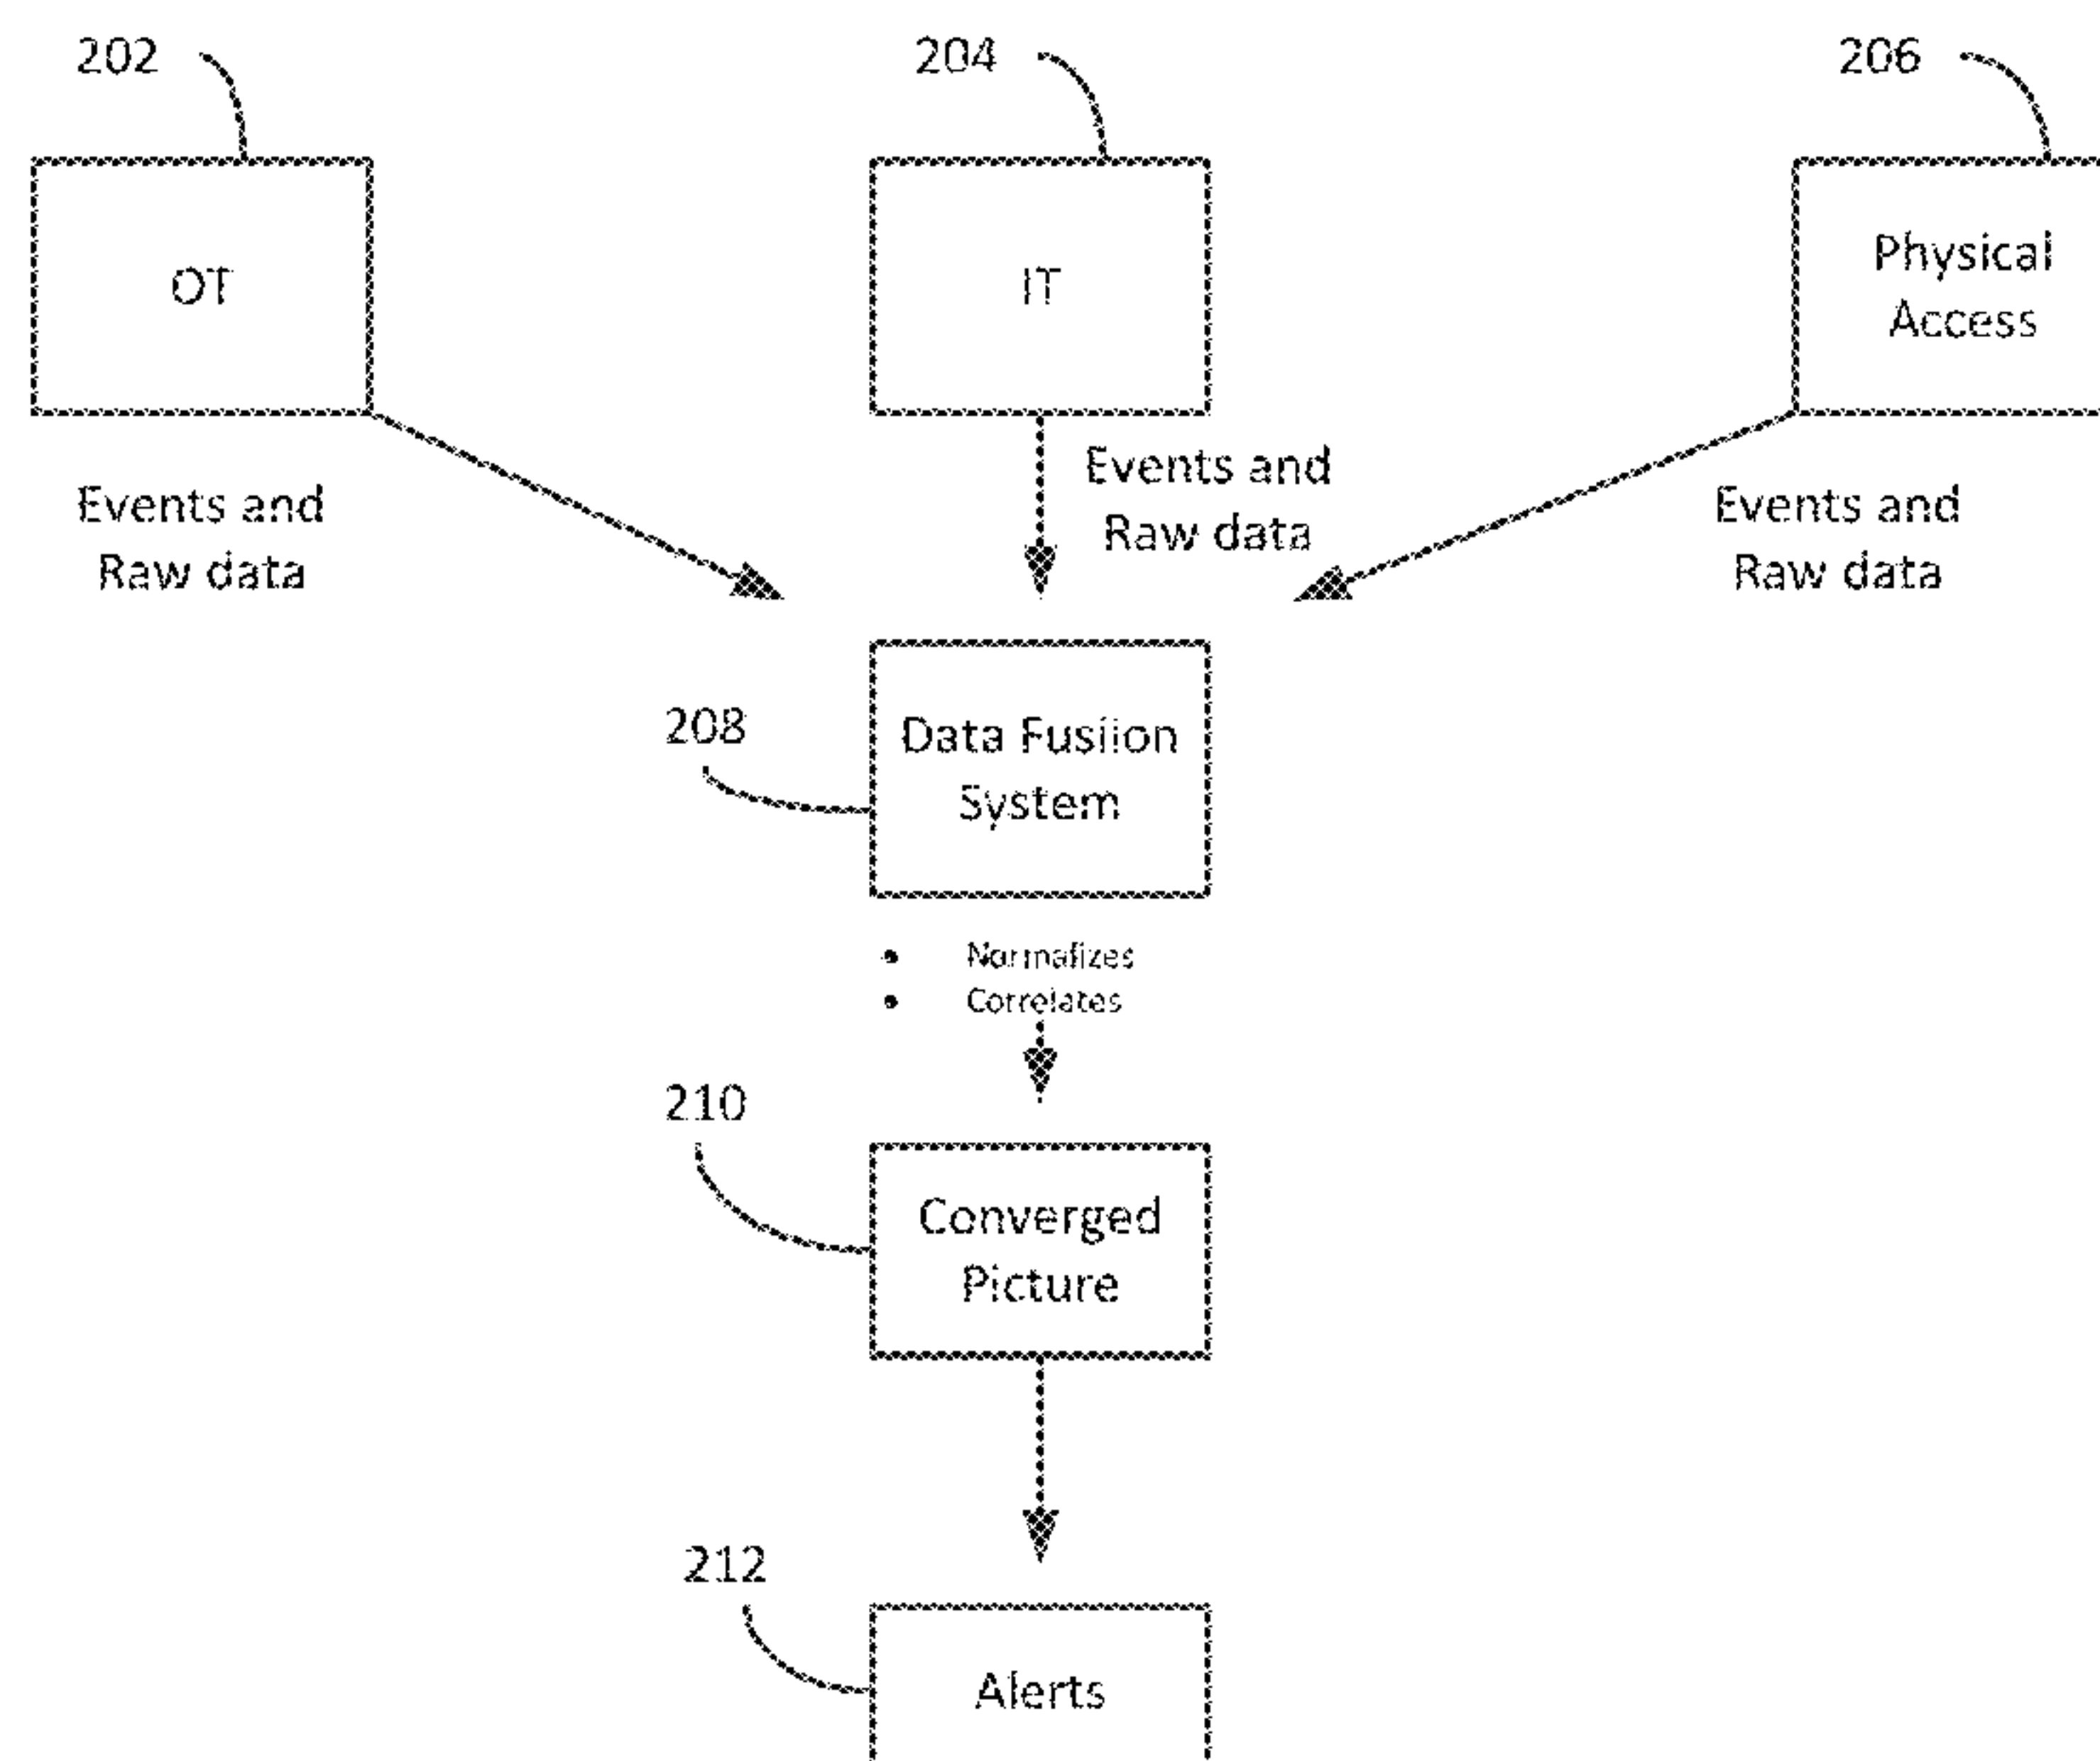 202
204
206
OT
IT
Physical
Access
Events and
Raw data
Events and
Raw data
Events and
Raw data
208
Data Fusiion
System
• Normalizes
• Correlates
210
Converged
Picture
212
Alerts